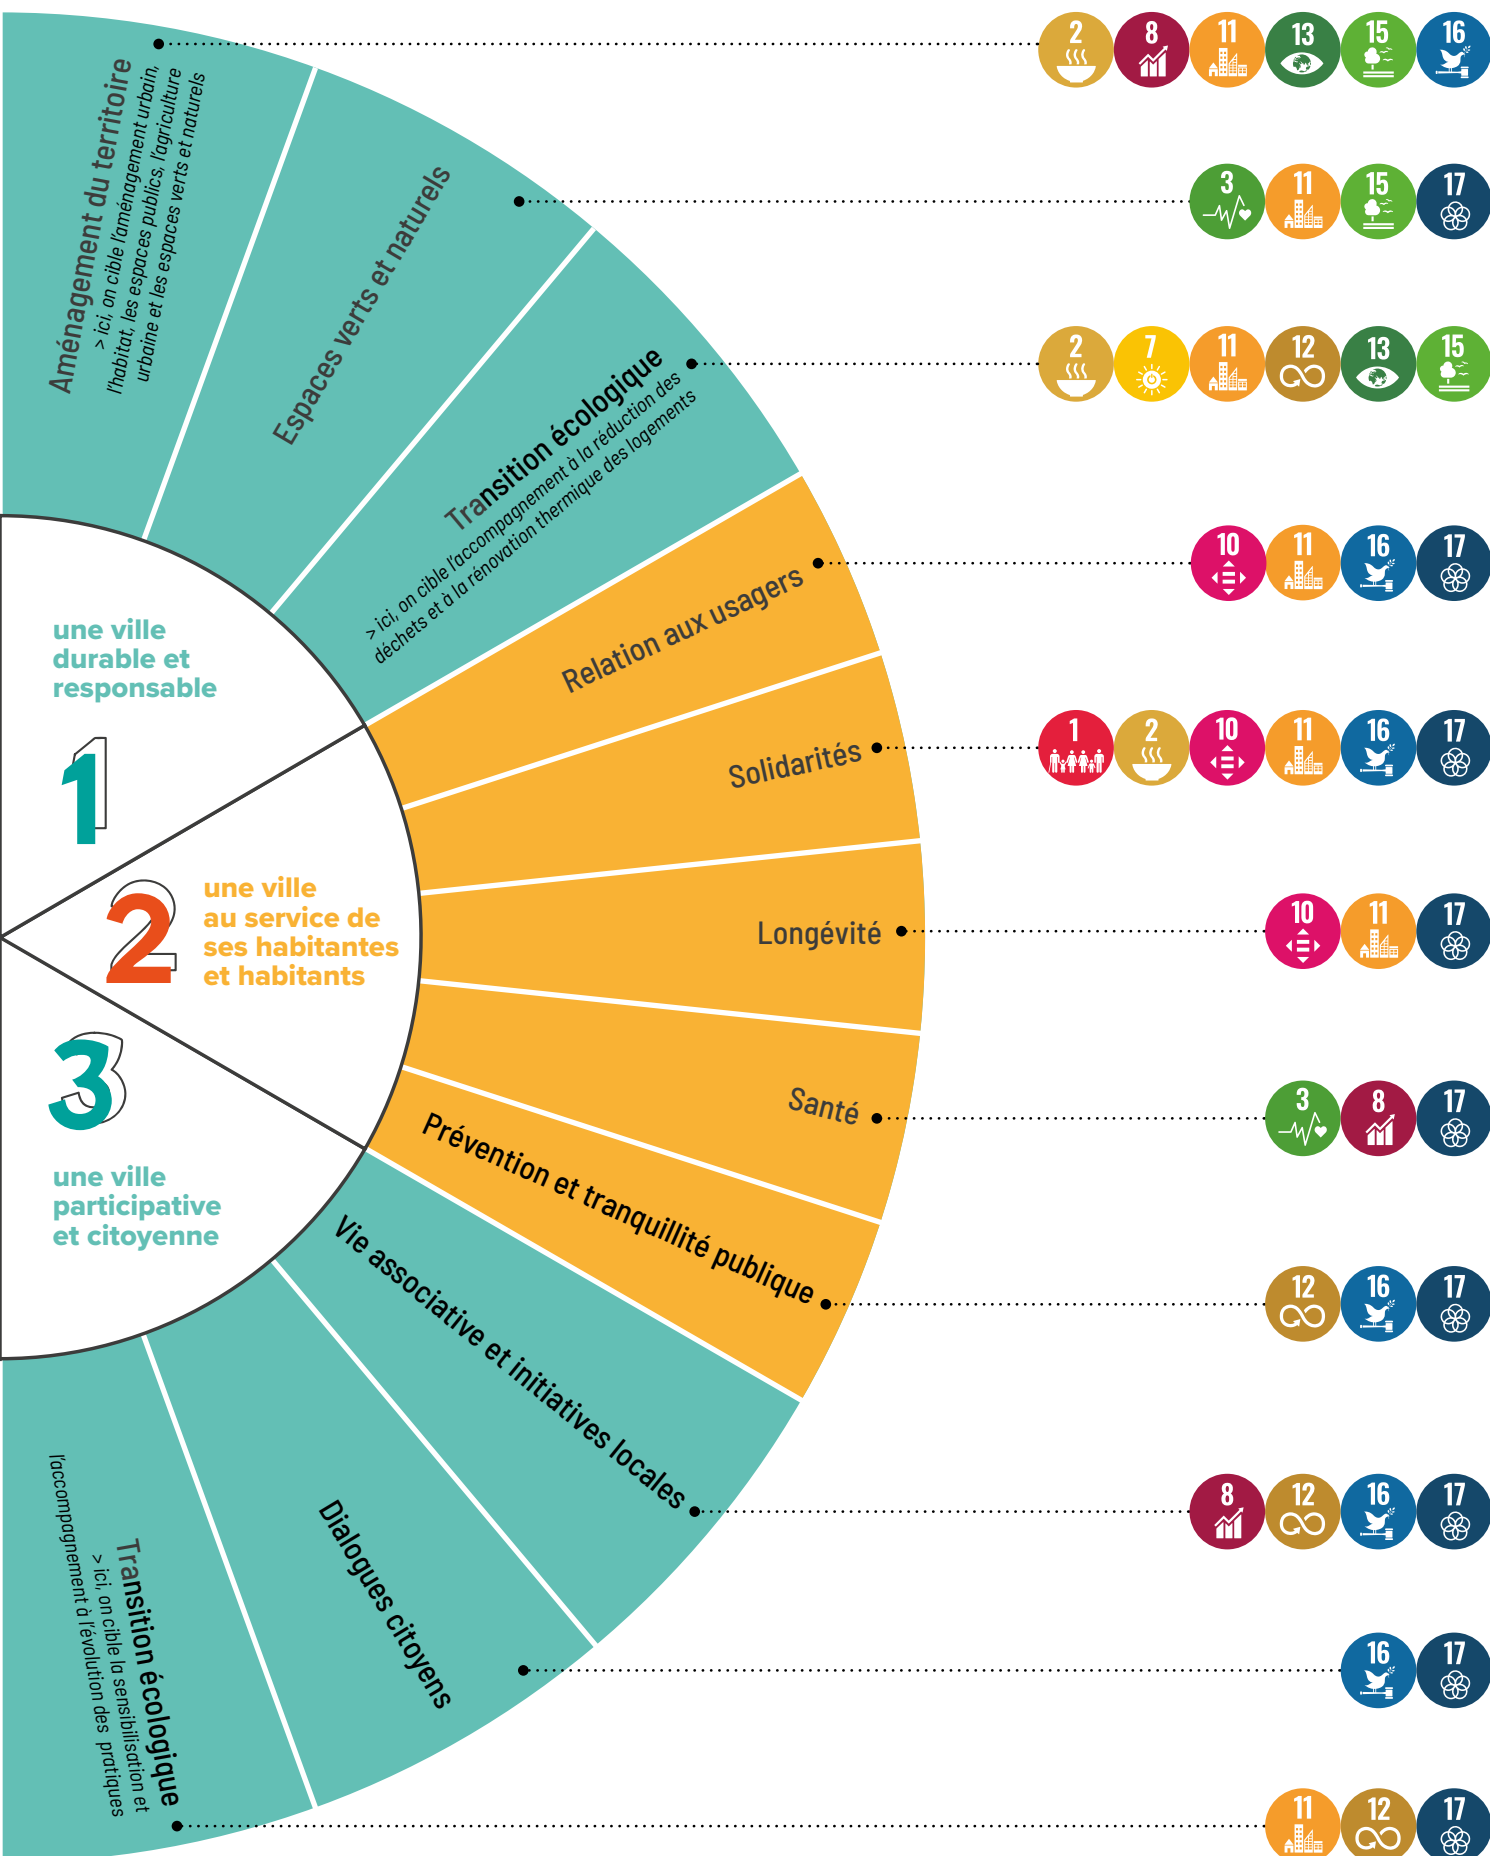 Aménagement du territoire
> ici, on cible l'aménagement urbain,
l'habitat, les espaces publics, l'agriculture
urbaine et les espaces verts et naturels
2 8 11 13 15 16
Espaces verts et naturels
3 11 15 17
Transition écologique
> ici, on cible l'accompagnement à la réduction des
déchets et à la rénovation thermique des logements
2 7 11 12 13 15
Relation aux usagers
10 11 16 17
Solidarités
1 2 10 11 16 17
Longévité
10 11 17
Santé
3 8 17
Prévention et tranquillité publique
12 16 17
Vie associative et initiatives locales
8 12 16 17
Dialogues citoyens
16 17
Transition écologique
> ici, on cible la sensibilisation et
l'accompagnement à l'évolution des pratiques
11 12 17
une ville
durable et
responsable
1
2
une ville
au service de
ses habitantes
et habitants
3
une ville
participative
et citoyenne